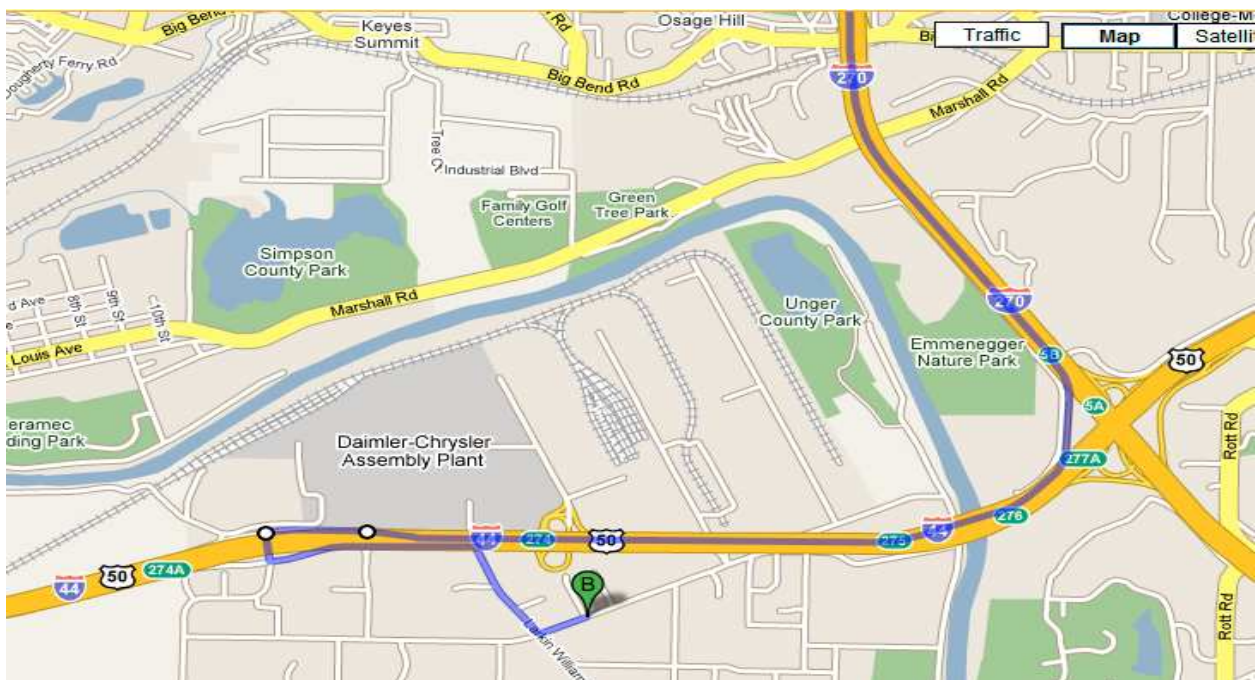 College-M
Big Bend
Keyes
Summit
Rd
Osage Hill
Traffic
Map
Satellit
Dougherty Ferry Rd
Big Bend Rd
270
Marshall Rd
Tree
Industrial Blvd
Family Golf
Centers
Green
Tree Park
Simpson
County Park
Unger
County Park
270
Marshall Rd
d Ave
8th St
9th St
10th St
Louis Ave
Emmenegger
Nature Park
5B
50
5A
eramec
ding Park
Daimler-Chrysler
Assembly Plant
Rott Rd
277A
276
44
274
50
275
44
274A
50
44
B
Larkin William
Rott Rd